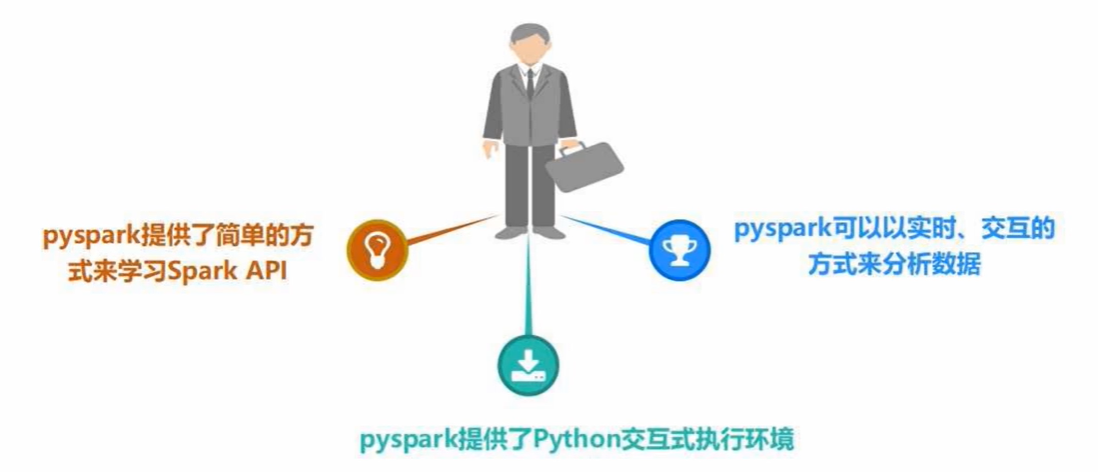 pyspark提供了简单的方
式来学习Spark API
pyspark可以以实时、交互的
方式来分析数据
pyspark提供了Python交互式执行环境